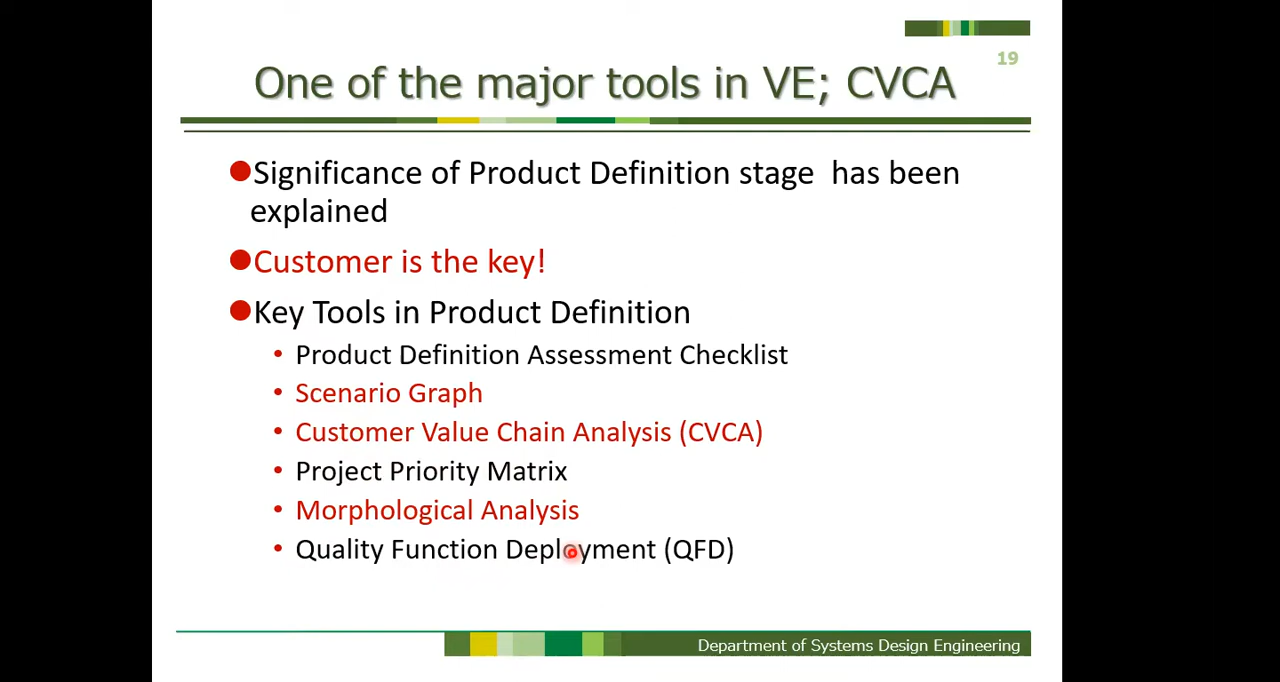 19
One of the major tools in VE; CVCA
●Significance of Product Definition stage has been
explained
●Customer is the key!
●Key Tools in Product Definition
• Product Definition Assessment Checklist
• Scenario Graph
• Customer Value Chain Analysis (CVCA)
• Project Priority Matrix
• Morphological Analysis
• Quality Function Deployment (QFD)
Department of Systems Design Engineering